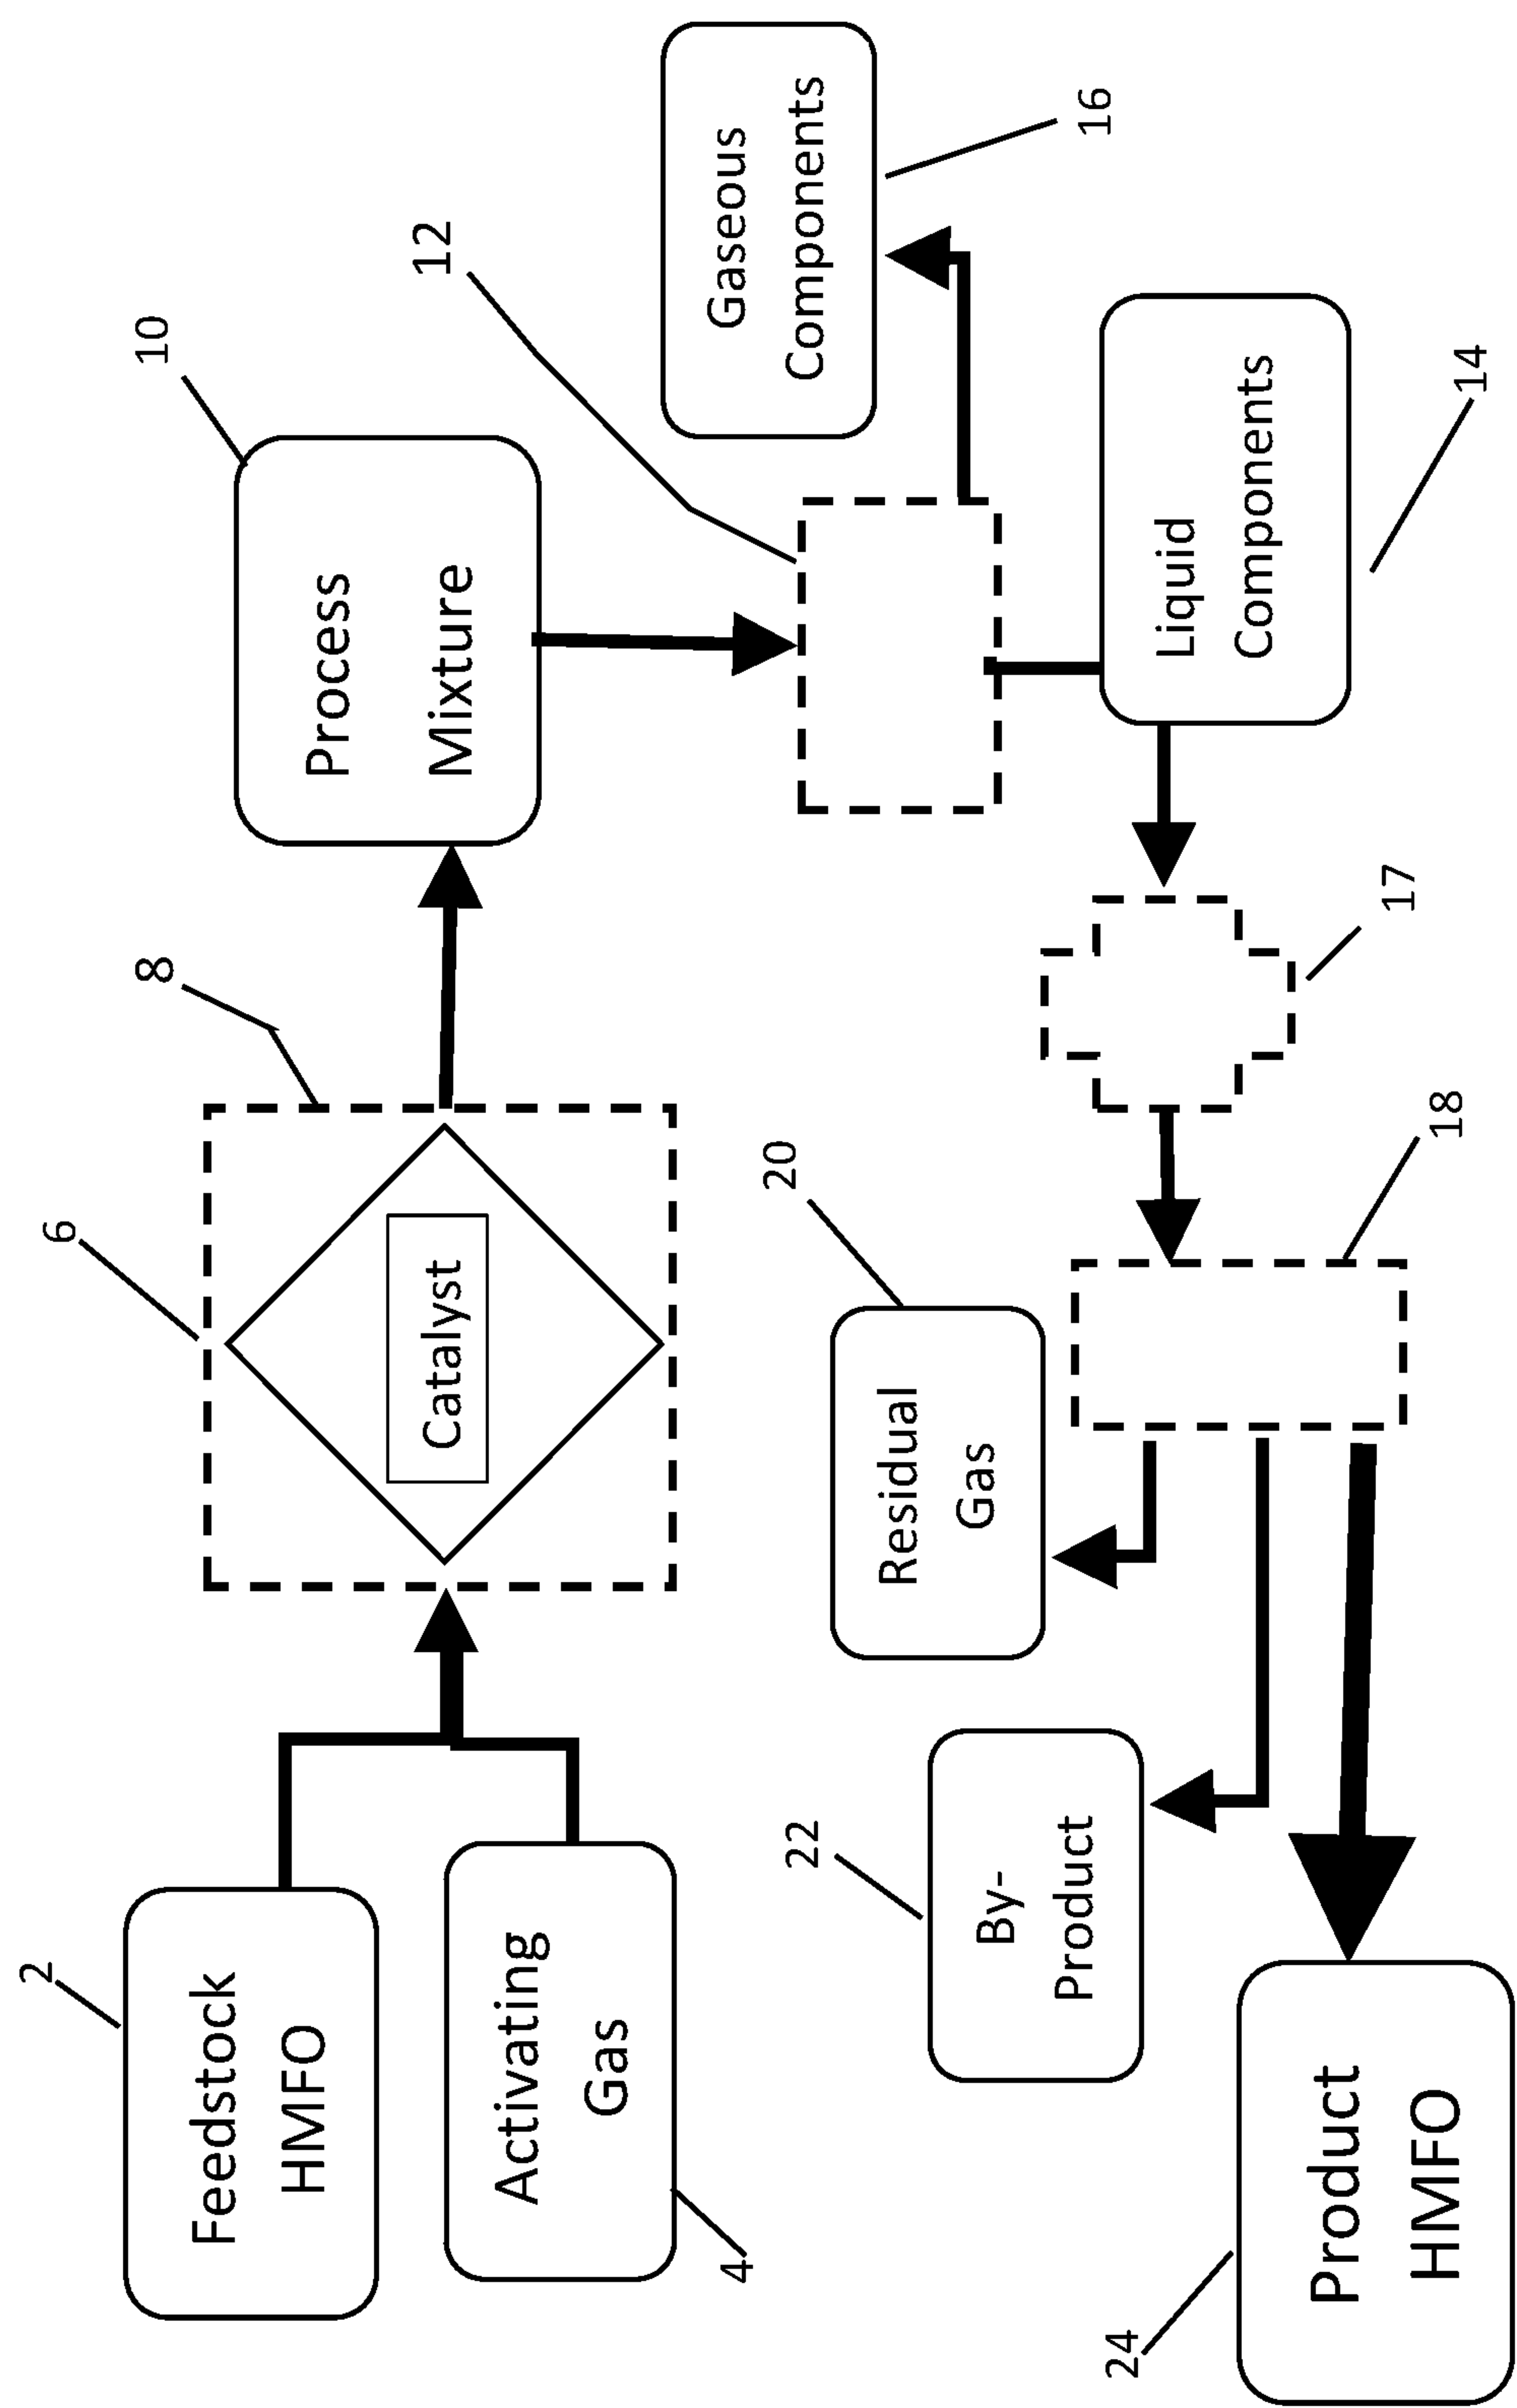 2
Feedstock
HMFO
Activating
Gas
4
6
Catalyst
8
10
Process
Mixture
12
Gaseous
Components
16
Liquid
Components
14
17
18
20
Residual
Gas
22
By-
Product
24
Product
HMFO